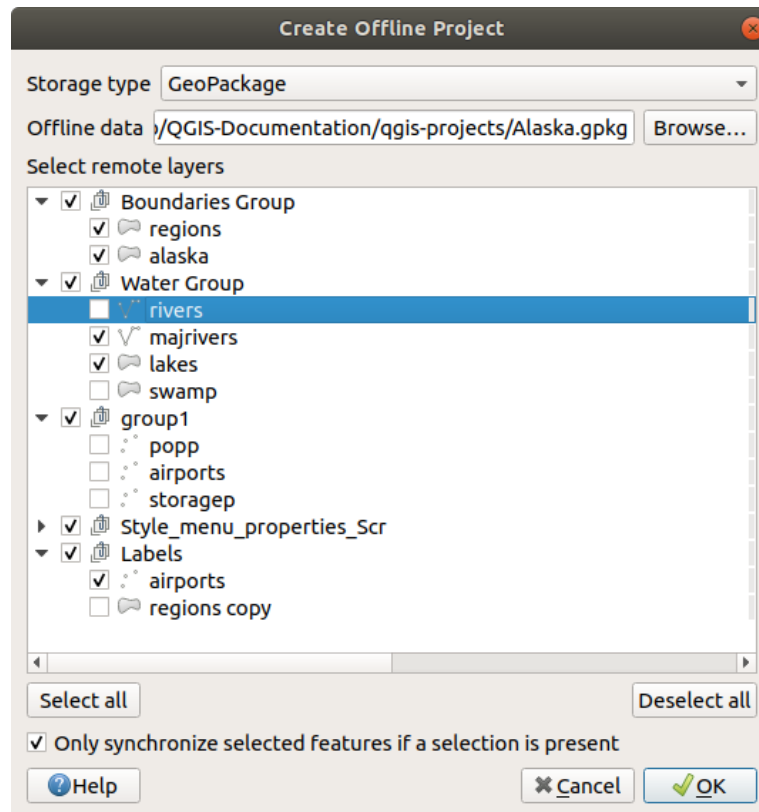 Create Offline Project
Storage type GeoPackage
Offline data /QGIS-Documentation/qgis-projects/Alaska.gpkg Browse...
Select remote layers
Boundaries Group
regions
alaska
Water Group
rivers
majrivers
lakes
swamp
group1
popp
airports
storagep
Style_menu_properties_Scr
Labels
airports
regions copy
Select all Deselect all
Only synchronize selected features if a selection is present
Help Cancel OK